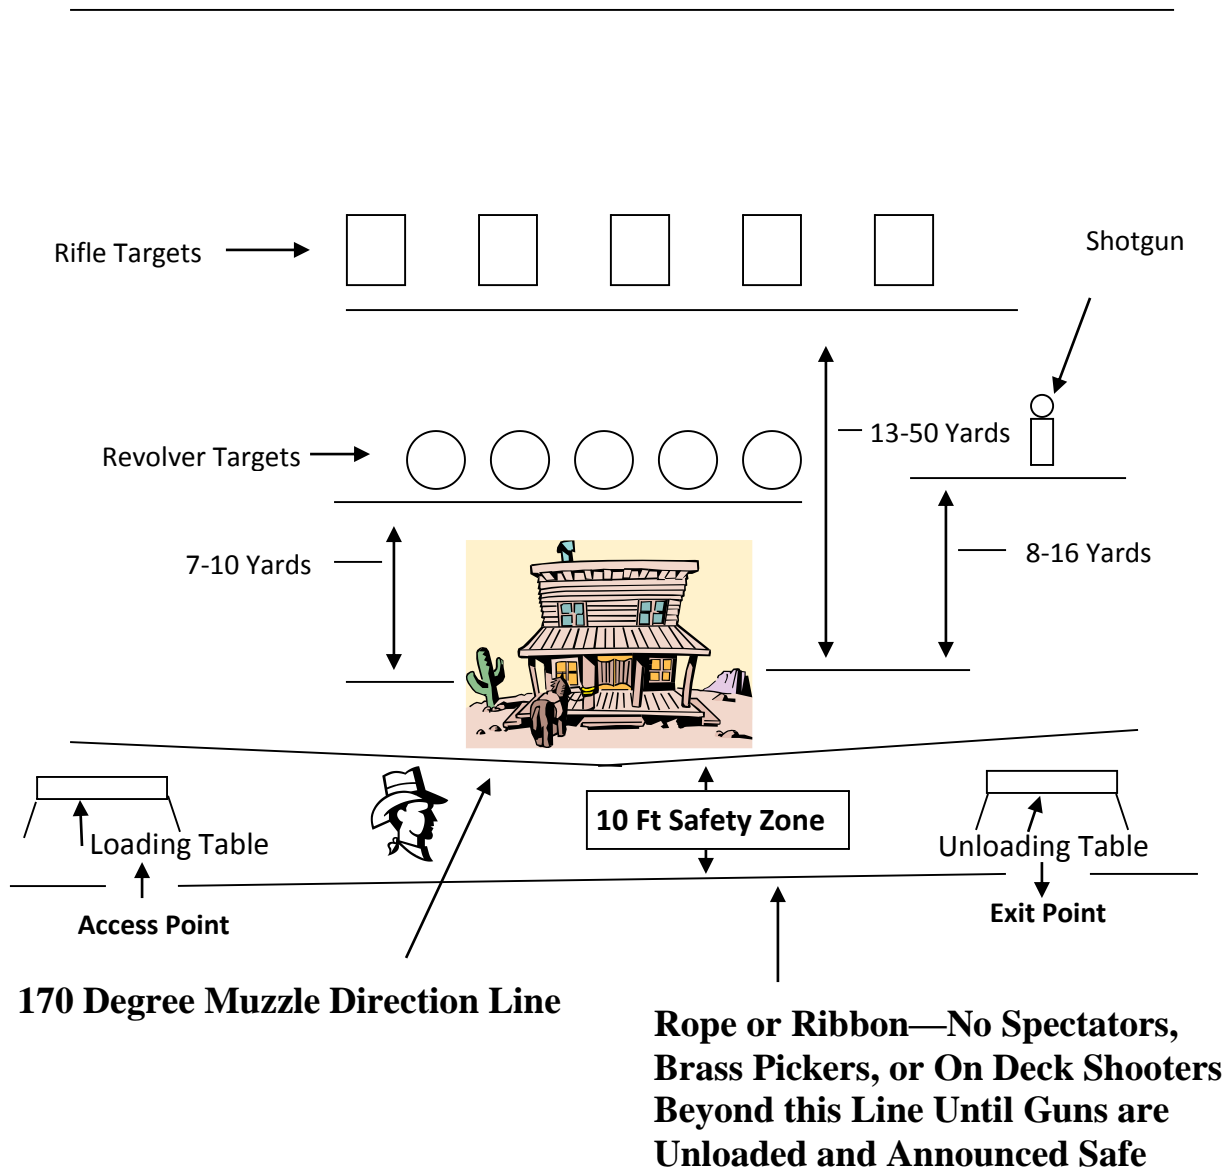 Shotgun
Rifle Targets
13-50 Yards
Revolver Targets
7-10 Yards
8-16 Yards
10 Ft Safety Zone
Loading Table
Unloading Table
Access Point
Exit Point
170 Degree Muzzle Direction Line
Rope or Ribbon—No Spectators,
Brass Pickers, or On Deck Shooters
Beyond this Line Until Guns are
Unloaded and Announced Safe